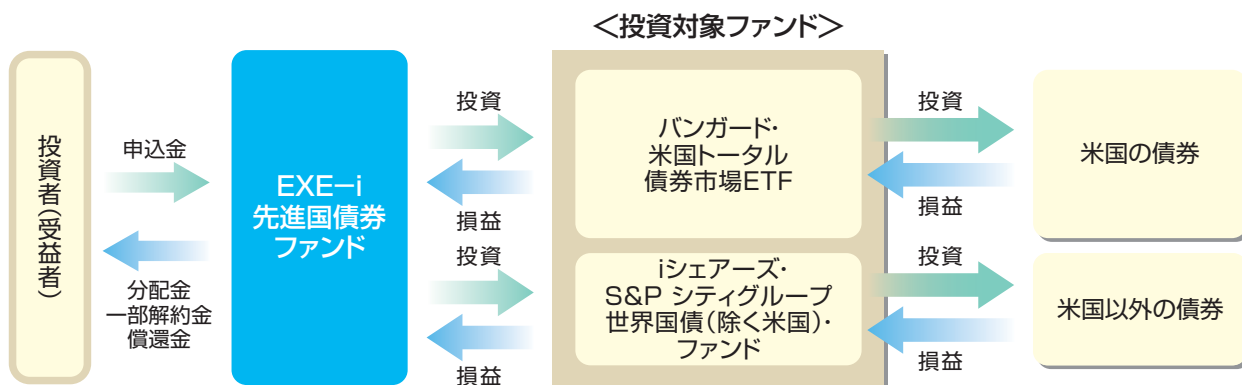 ＜投資対象ファンド＞
投資者(受益者)
申込金
分配金
一部解約金
償還金
EXE－i
先進国債券
ファンド
投資
損益
投資
損益
バンガード・
米国トータル
債券市場ETF
iシェアーズ・
S&P シティグループ
世界国債(除く米国)・
ファンド
投資
損益
投資
損益
米国の債券
米国以外の債券